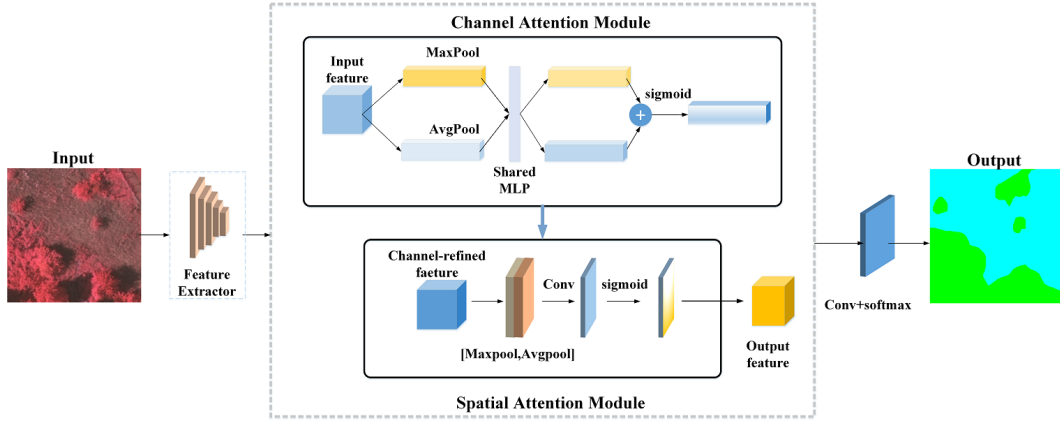 Channel Attention Module
Input
feature
MaxPool
AvgPool
Shared
MLP
sigmoid
Input
Feature
Extractor
Channel-refined
faeture
[Maxpool,Avgpool]
Conv
sigmoid
Output
feature
Spatial Attention Module
Conv+softmax
Output